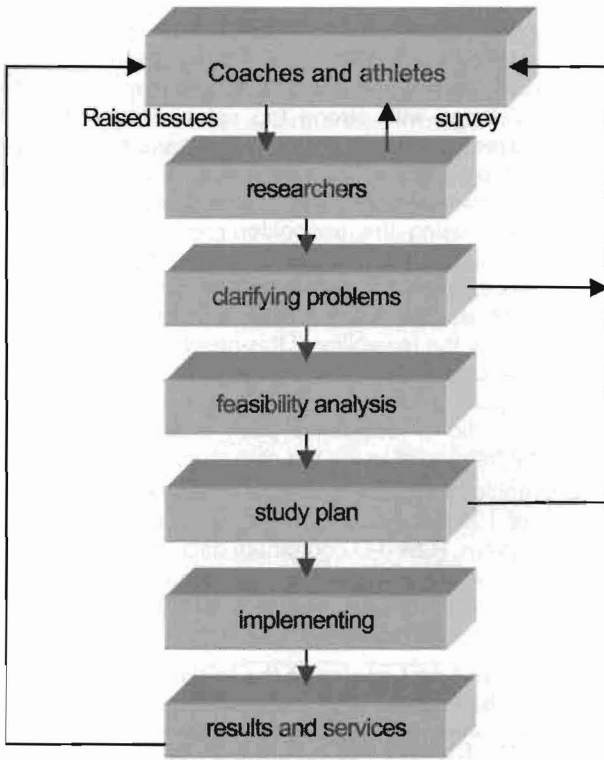 Coaches and athletes
Raised issues
survey
researchers
clarifying problems
feasibility analysis
study plan
implementing
results and services